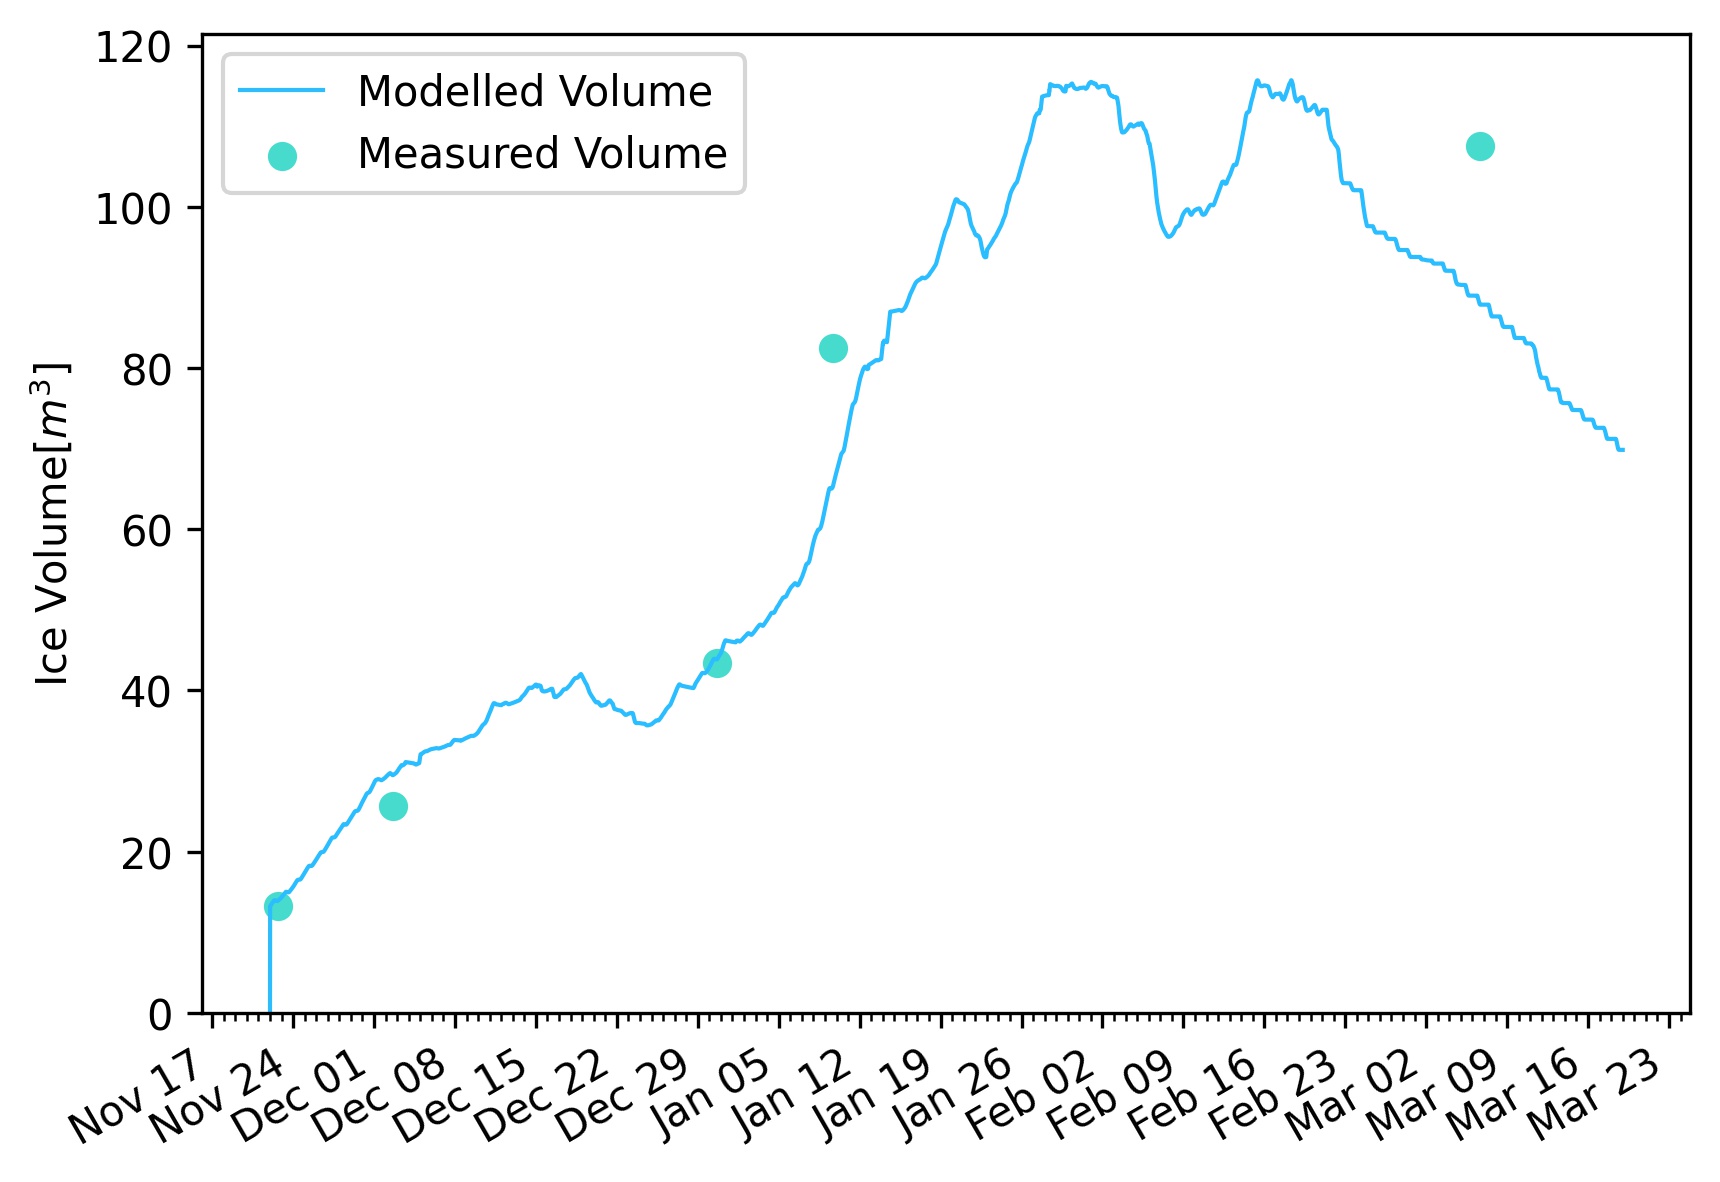 120
100
80
60
40
20
0
Ice Volume[m³]
Modelled Volume
Measured Volume
Nov 17
Nov 24
Dec 01
Dec 08
Dec 15
Dec 22
Dec 29
Jan 05
Jan 12
Jan 19
Jan 26
Feb 02
Feb 09
Feb 16
Feb 23
Mar 02
Mar 09
Mar 16
Mar 23